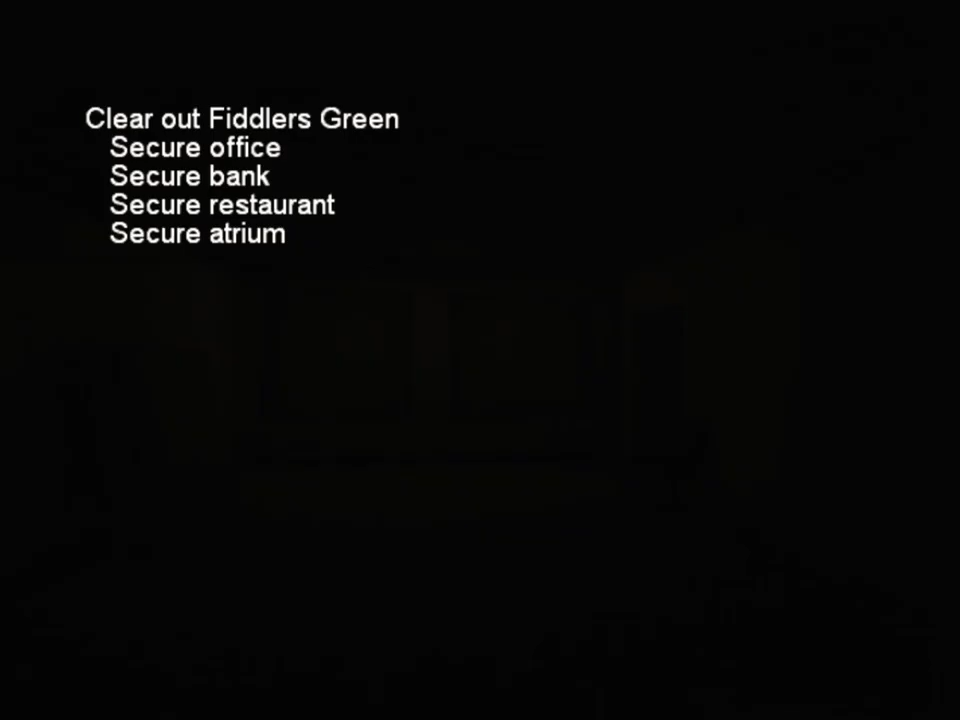 Clear out Fiddlers Green
Secure office
Secure bank
Secure restaurant
Secure atrium